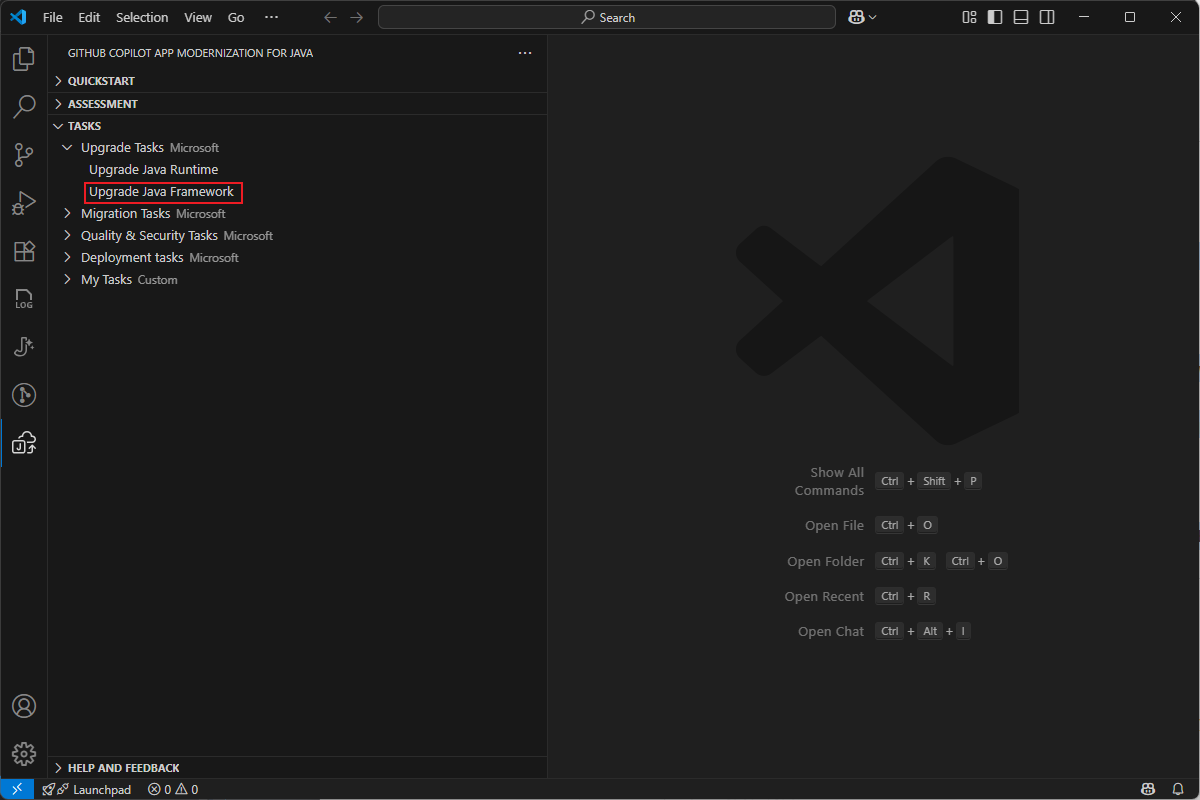 File Edit Selection View Go ··· Search
GITHUB COPILOT APP MODERNIZATION FOR JAVA ···
QUICKSTART
ASSESSMENT
TASKS
Upgrade Tasks Microsoft
Upgrade Java Runtime
Upgrade Java Framework
Migration Tasks Microsoft
Quality & Security Tasks Microsoft
Deployment tasks Microsoft
My Tasks Custom
LOG
J
Show All
Commands Ctrl + Shift + P
Open File Ctrl + O
Open Folder Ctrl + K Ctrl + O
Open Recent Ctrl + R
Open Chat Ctrl + Alt + I
HELP AND FEEDBACK
Launchpad 0 0